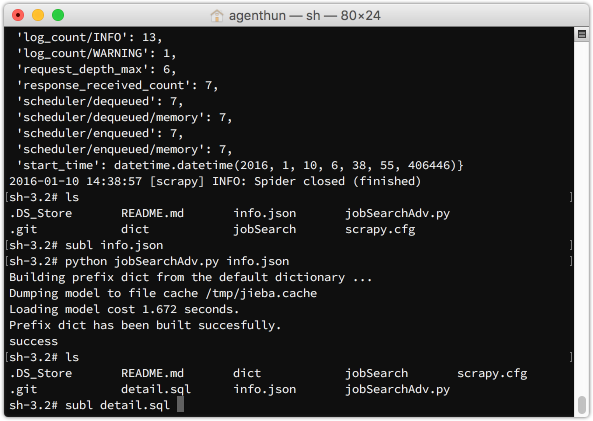 agenthun — sh — 80×24
'log_count/INFO': 13,
'log_count/WARNING': 1,
'request_depth_max': 6,
'response_received_count': 7,
'scheduler/dequeued': 7,
'scheduler/dequeued/memory': 7,
'scheduler/enqueued': 7,
'scheduler/enqueued/memory': 7,
'start_time': datetime.datetime(2016, 1, 10, 6, 38, 55, 406446)}
2016-01-10 14:38:57 [scrapy] INFO: Spider closed (finished)
[sh-3.2# ls ]
.DS_Store README.md info.json jobSearchAdv.py
.git dict jobSearch scrapy.cfg
[sh-3.2# subl info.json ]
[sh-3.2# python jobSearchAdv.py info.json ]
Building prefix dict from the default dictionary ...
Dumping model to file cache /tmp/jieba.cache
Loading model cost 1.672 seconds.
Prefix dict has been built succesfully.
success
[sh-3.2# ls ]
.DS_Store README.md dict jobSearch scrapy.cfg
.git detail.sql info.json jobSearchAdv.py
sh-3.2# subl detail.sql